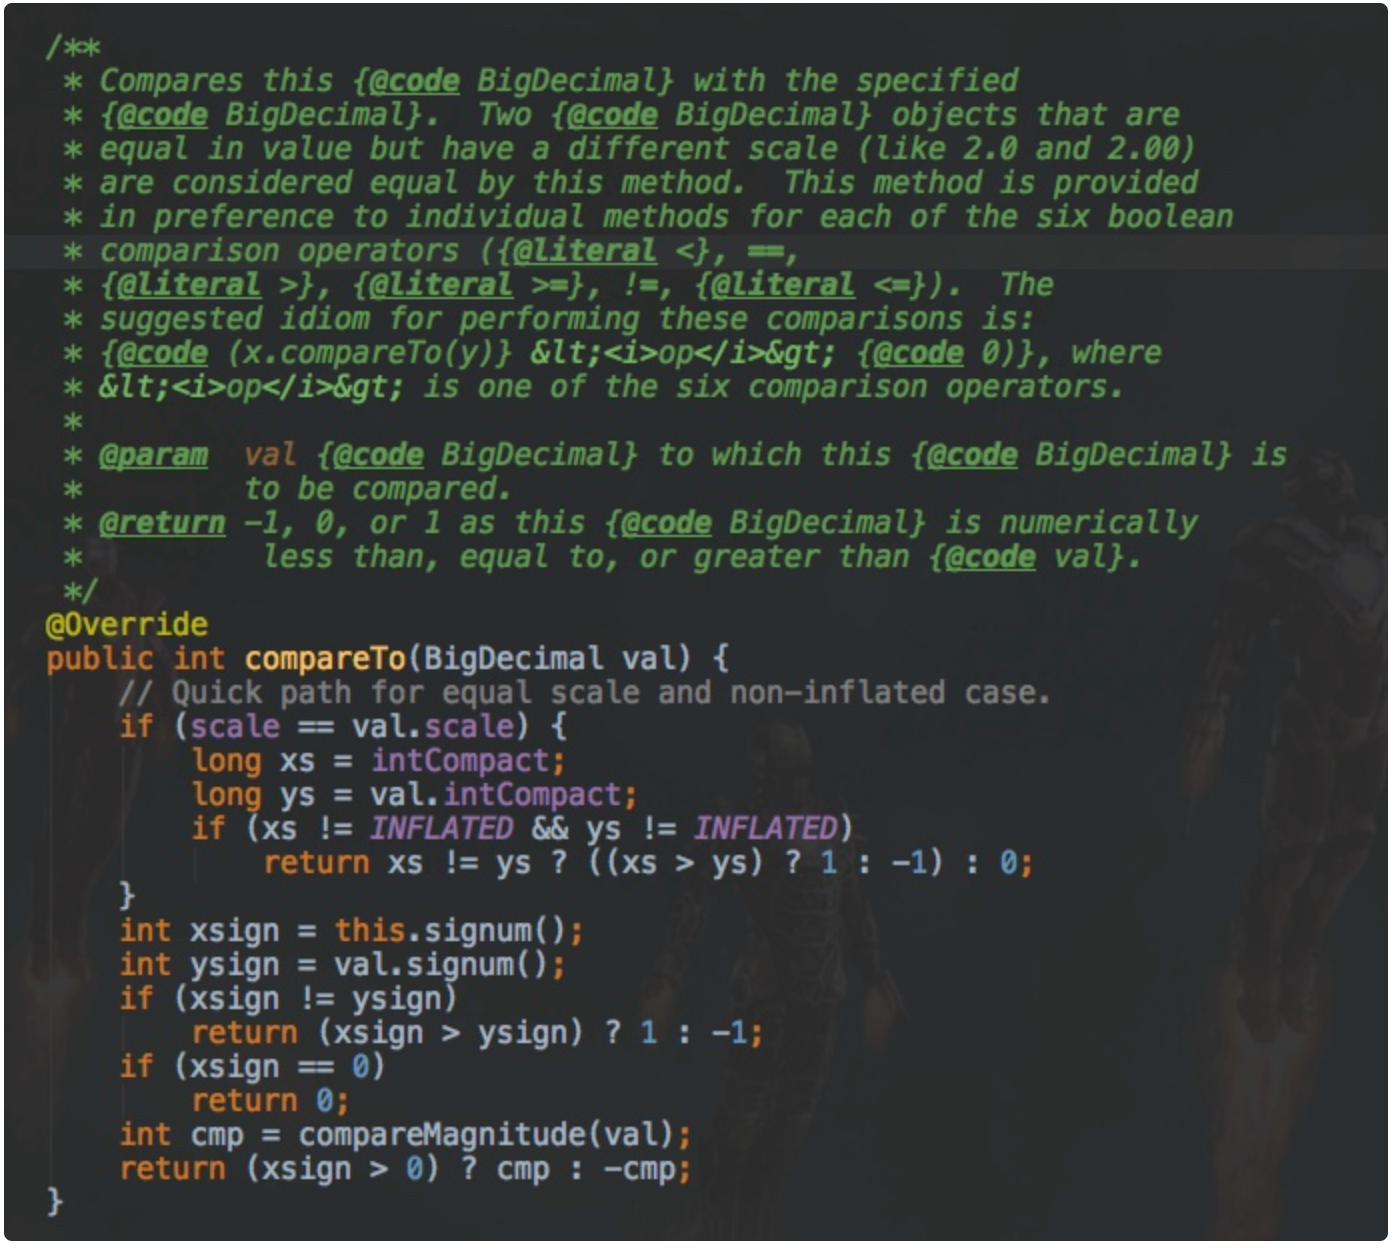 /**
 * Compares this {@code BigDecimal} with the specified
 * {@code BigDecimal}.  Two {@code BigDecimal} objects that are
 * equal in value but have a different scale (like 2.0 and 2.00)
 * are considered equal by this method.  This method is provided
 * in preference to individual methods for each of the six boolean
 * comparison operators ({@literal <}, ==,
 * {@literal >}, {@literal >=}, !=, {@literal <=}).  The
 * suggested idiom for performing these comparisons is:
 * {@code (x.compareTo(y)} &lt;<i>op</i>&gt; {@code 0)}, where
 * &lt;<i>op</i>&gt; is one of the six comparison operators.
 *
 * @param  val {@code BigDecimal} to which this {@code BigDecimal} is
 *         to be compared.
 * @return -1, 0, or 1 as this {@code BigDecimal} is numerically
 *          less than, equal to, or greater than {@code val}.
 */
@Override
public int compareTo(BigDecimal val) {
    // Quick path for equal scale and non-inflated case.
    if (scale == val.scale) {
        long xs = intCompact;
        long ys = val.intCompact;
        if (xs != INFLATED && ys != INFLATED)
            return xs != ys ? ((xs > ys) ? 1 : -1) : 0;
    }
    int xsign = this.signum();
    int ysign = val.signum();
    if (xsign != ysign)
        return (xsign > ysign) ? 1 : -1;
    if (xsign == 0)
        return 0;
    int cmp = compareMagnitude(val);
    return (xsign > 0) ? cmp : -cmp;
}